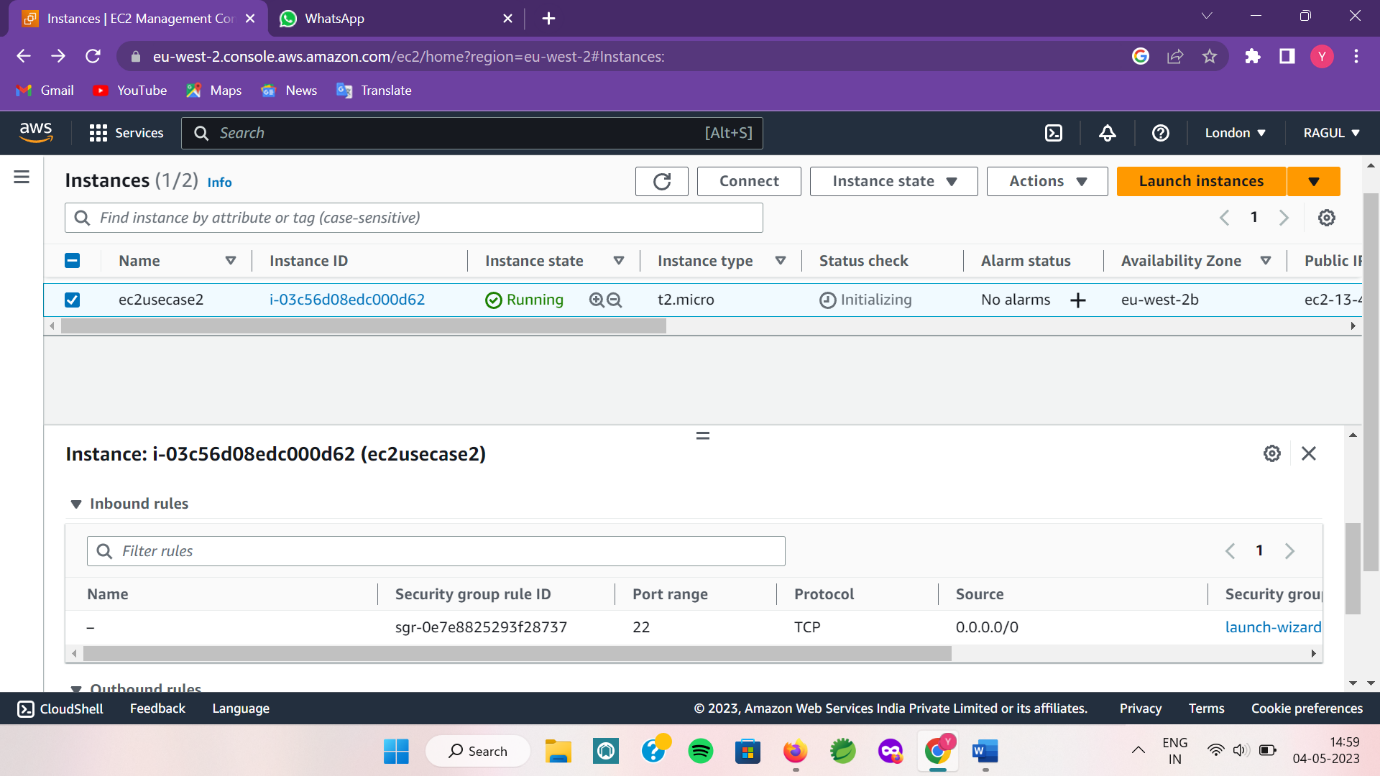 Instances | EC2 Management Con
WhatsApp
eu-west-2.console.aws.amazon.com/ec2/home?region=eu-west-2#Instances:
Y
Gmail YouTube Maps News Translate
aws Services Search [Alt+S] London RAGUL
Instances (1/2) Info Connect Instance state Actions Launch instances
Find instance by attribute or tag (case-sensitive) 1
Name Instance ID Instance state Instance type Status check Alarm status Availability Zone Public IP
ec2usecase2 i-03c56d08edc000d62 Running t2.micro Initializing No alarms + eu-west-2b ec2-13-4
Instance: i-03c56d08edc000d62 (ec2usecase2)
Inbound rules
Filter rules 1
Name Security group rule ID Port range Protocol Source Security grou
– sgr-0e7e8825293f28737 22 TCP 0.0.0.0/0 launch-wizard
Outbound rules
CloudShell Feedback Language © 2023, Amazon Web Services India Private Limited or its affiliates. Privacy Terms Cookie preferences
Search ENG 14:59
IN 04-05-2023